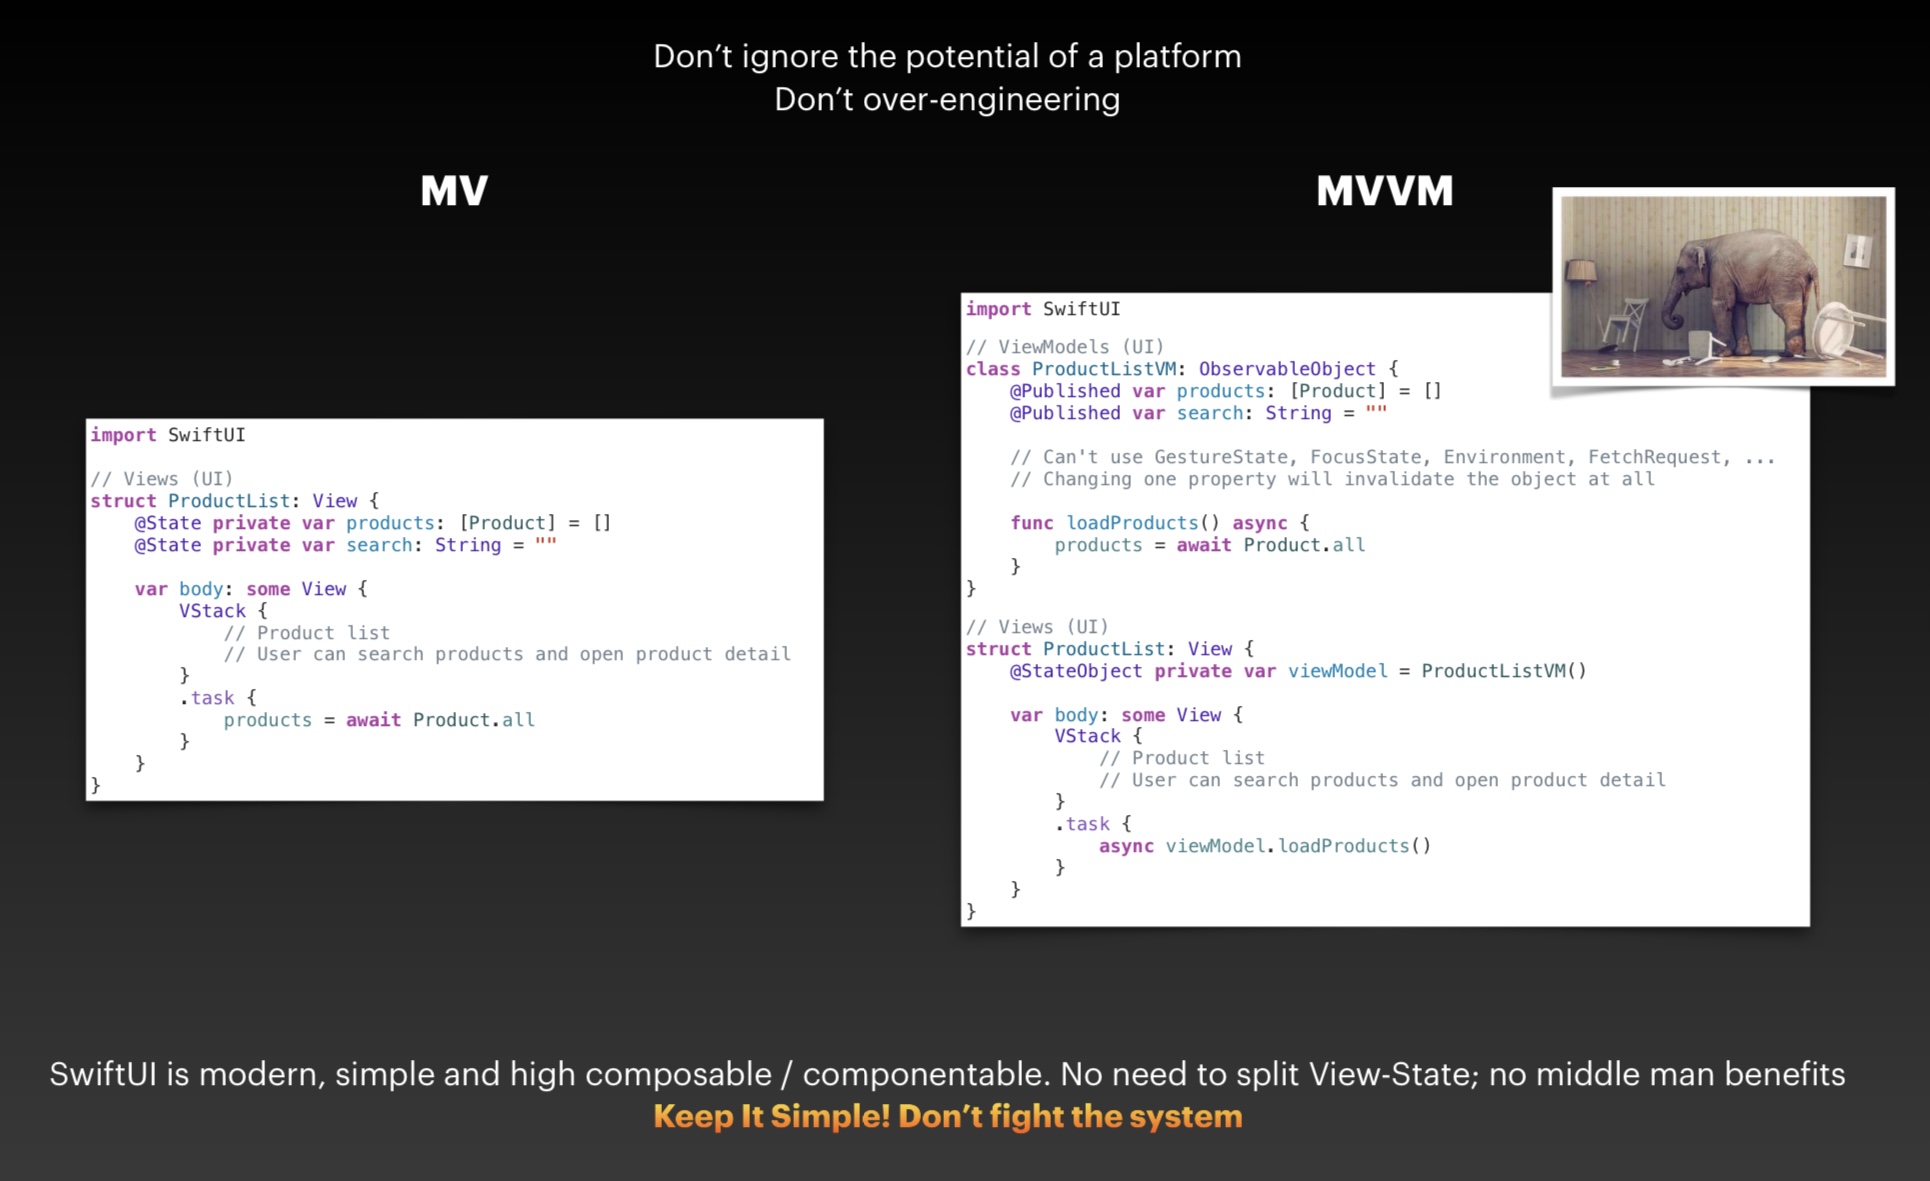 Don’t ignore the potential of a platform
Don’t over-engineering
MV
import SwiftUI
// Views (UI)
struct ProductList: View {
    @State private var products: [Product] = []
    @State private var search: String = ""
    var body: some View {
        VStack {
            // Product list
            // User can search products and open product detail
        }
        .task {
            products = await Product.all
        }
    }
}
MVVM
import SwiftUI
// ViewModels (UI)
class ProductListVM: ObservableObject {
    @Published var products: [Product] = []
    @Published var search: String = ""
    // Can't use GestureState, FocusState, Environment, FetchRequest, ...
    // Changing one property will invalidate the object at all
    func loadProducts() async {
        products = await Product.all
    }
}
// Views (UI)
struct ProductList: View {
    @StateObject private var viewModel = ProductListVM()
    var body: some View {
        VStack {
            // Product list
            // User can search products and open product detail
        }
        .task {
            async viewModel.loadProducts()
        }
    }
}
SwiftUI is modern, simple and high composable / componentable. No need to split View-State; no middle man benefits
Keep It Simple! Don’t fight the system